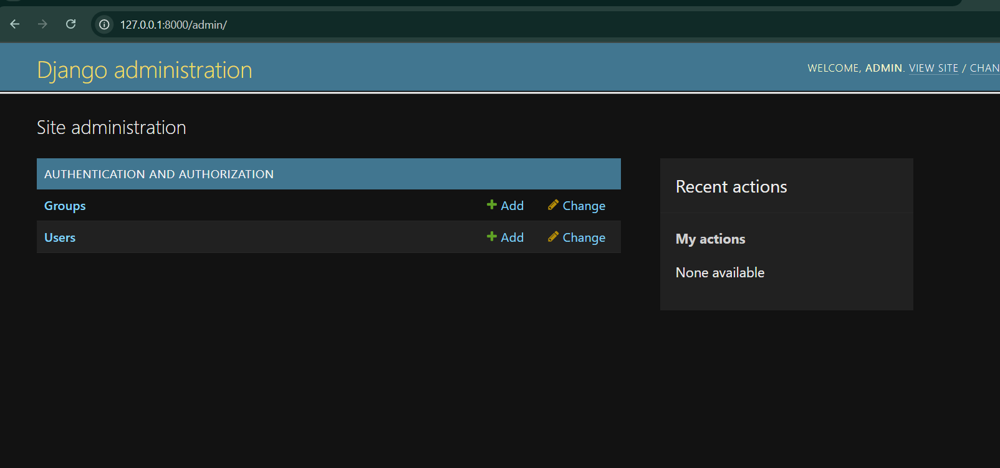 127.0.0.1:8000/admin/
Django administration
WELCOME, ADMIN. VIEW SITE / CHAN
Site administration
AUTHENTICATION AND AUTHORIZATION
Groups Add Change
Users Add Change
Recent actions
My actions
None available